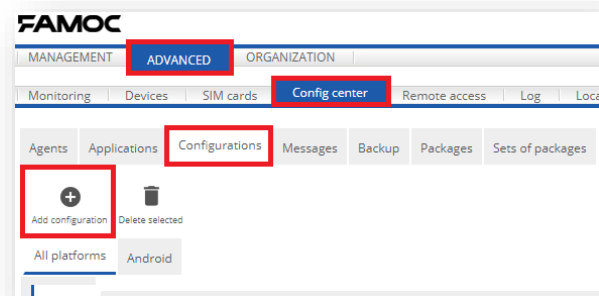 FAMOC
MANAGEMENT ADVANCED ORGANIZATION
Monitoring Devices SIM cards Config center Remote access Log Loca
Agents Applications Configurations Messages Backup Packages Sets of packages
Add configuration Delete selected
All platforms Android